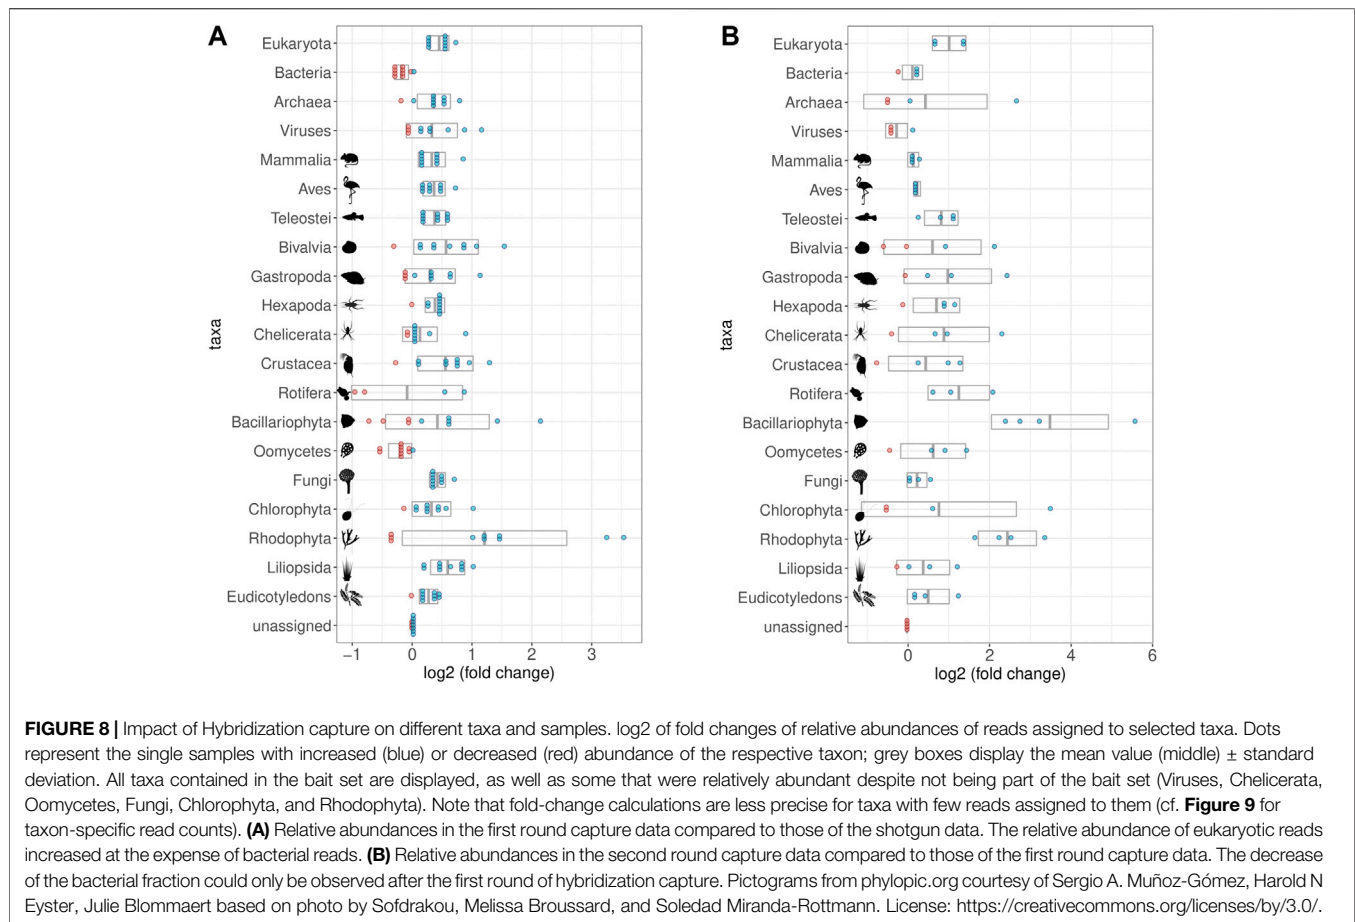 A
Eukaryota
Bacteria
Archaea
Viruses
Mammalia
Aves
Teleostei
Bivalvia
Gastropoda
Hexapoda
Chelicerata
Crustacea
Rotifera
Bacillariophyta
Oomycetes
Fungi
Chlorophyta
Rhodophyta
Liliopsida
Eudicotyledons
unassigned
taxa
−1 0 1 2 3
log2 (fold change)
B
Eukaryota
Bacteria
Archaea
Viruses
Mammalia
Aves
Teleostei
Bivalvia
Gastropoda
Hexapoda
Chelicerata
Crustacea
Rotifera
Bacillariophyta
Oomycetes
Fungi
Chlorophyta
Rhodophyta
Liliopsida
Eudicotyledons
unassigned
taxa
0 2 4 6
log2 (fold change)
FIGURE 8 | Impact of Hybridization capture on different taxa and samples. log2 of fold changes of relative abundances of reads assigned to selected taxa. Dots
represent the single samples with increased (blue) or decreased (red) abundance of the respective taxon; grey boxes display the mean value (middle) ± standard
deviation. All taxa contained in the bait set are displayed, as well as some that were relatively abundant despite not being part of the bait set (Viruses, Chelicerata,
Oomycetes, Fungi, Chlorophyta, and Rhodophyta). Note that fold-change calculations are less precise for taxa with few reads assigned to them (cf. Figure 9 for
taxon-specific read counts). (A) Relative abundances in the first round capture data compared to those of the shotgun data. The relative abundance of eukaryotic reads
increased at the expense of bacterial reads. (B) Relative abundances in the second round capture data compared to those of the first round capture data. The decrease
of the bacterial fraction could only be observed after the first round of hybridization capture. Pictograms from phylopic.org courtesy of Sergio A. Muñoz-Gómez, Harold N
Eyster, Julie Blommaert based on photo by Sofdrakou, Melissa Broussard, and Soledad Miranda-Rottmann. License: https://creativecommons.org/licenses/by/3.0/.